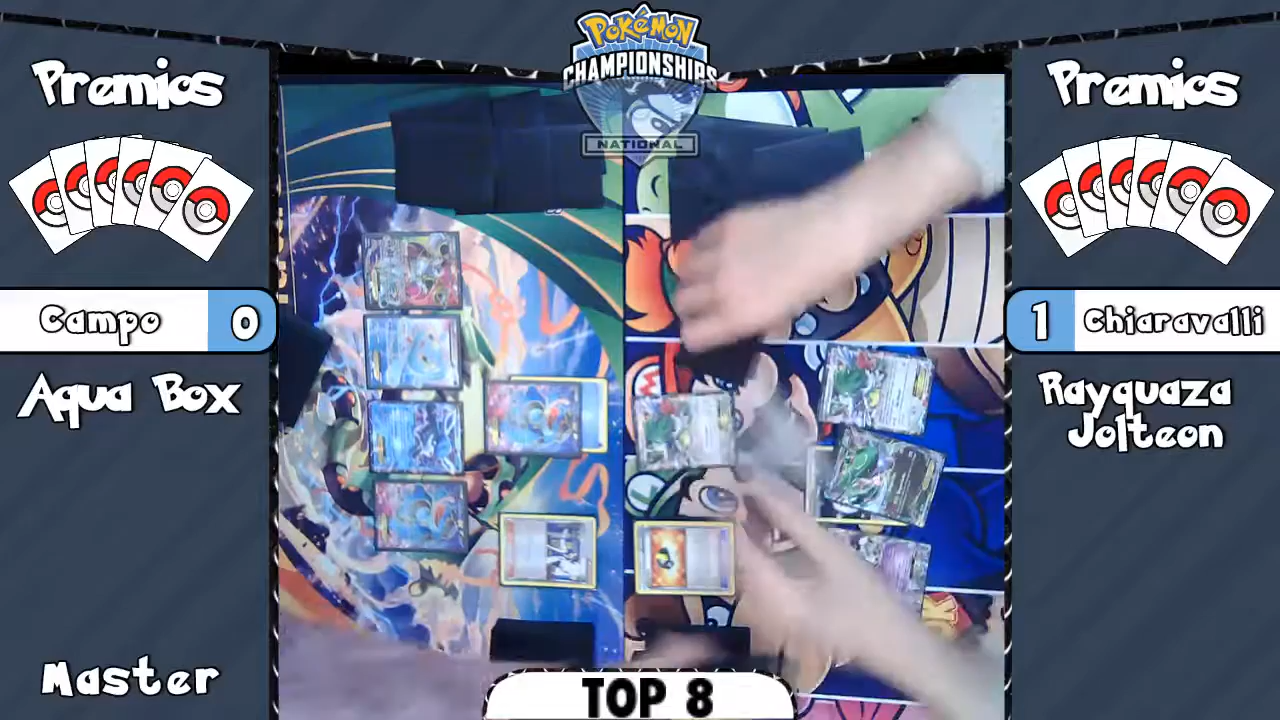 POKéMON
CHAMPIONSHIPS
NATIONAL
Premios
Premios
Campo 0
1 Chiaravalli
Aqua Box
Rayquaza
Jolteon
Master
TOP 8